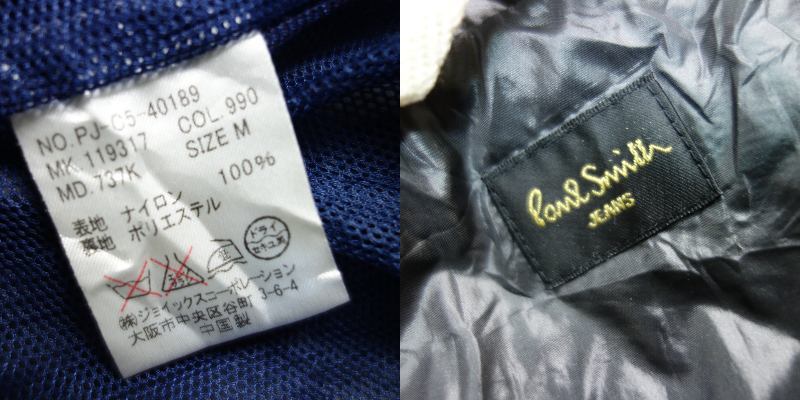 NO. PJ-C5-40189
MK. 119317 COL. 990
MD. 737K SIZE M
100%
表地 ナイロン
裏地 ポリエステル
ドライ
セキユ系
(株)ジョイックスコーポレーション
大阪市中央区谷町 3-6-4
中国製
Paul Smith
JEANS